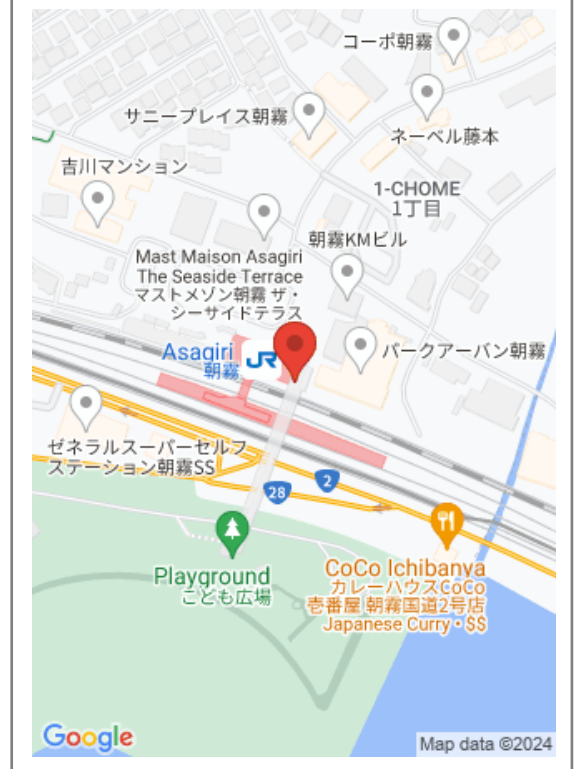 コーポ朝霧
サニープレイス朝霧
ネーベル藤本
吉川マンション
1-CHOME
1丁目
朝霧KMビル
Mast Maison Asagiri
The Seaside Terrace
マストメゾン朝霧 ザ・
シーサイドテラス
Asagiri
朝霧
JR
パークアーバン朝霧
ゼネラルスーパーセルフ
ステーション朝霧SS
2
28
Playground
こども広場
CoCo Ichibanya
カレーハウスCoCo
壱番屋 朝霧国道2号店
Japanese Curry • $$
Google
Map data ©2024